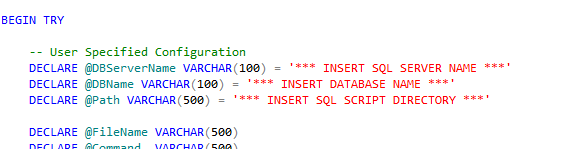 BEGIN TRY
-- User Specified Configuration
DECLARE @DBServerName VARCHAR(100) = '*** INSERT SQL SERVER NAME ***'
DECLARE @DBName VARCHAR(100) = '*** INSERT DATABASE NAME ***'
DECLARE @Path VARCHAR(500) = '*** INSERT SQL SCRIPT DIRECTORY ***'
DECLARE @FileName VARCHAR(500)
DECLARE @Command VARCHAR(500)